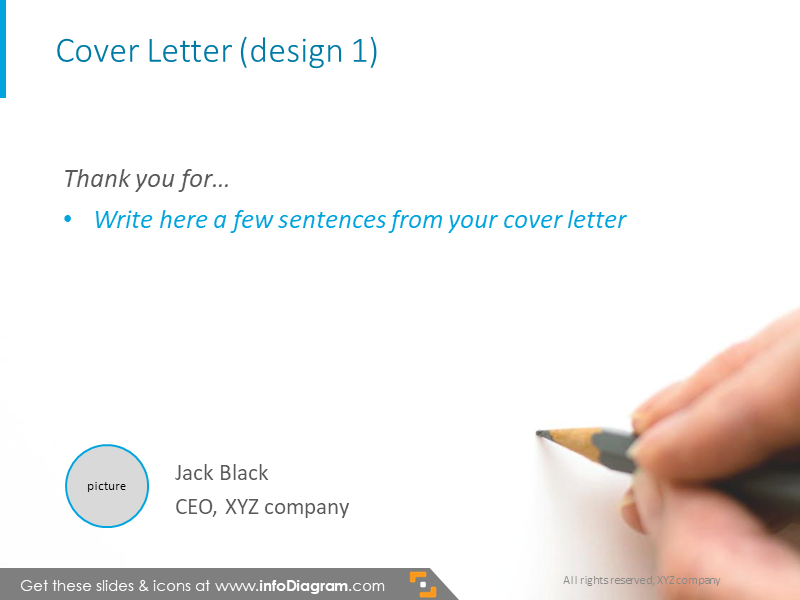 Cover Letter (design 1)
Thank you for...
• Write here a few sentences from your cover letter
picture
Jack Black
CEO, XYZ company
Get these slides & icons at www.infoDiagram.com
All rights reserved, XYZ company